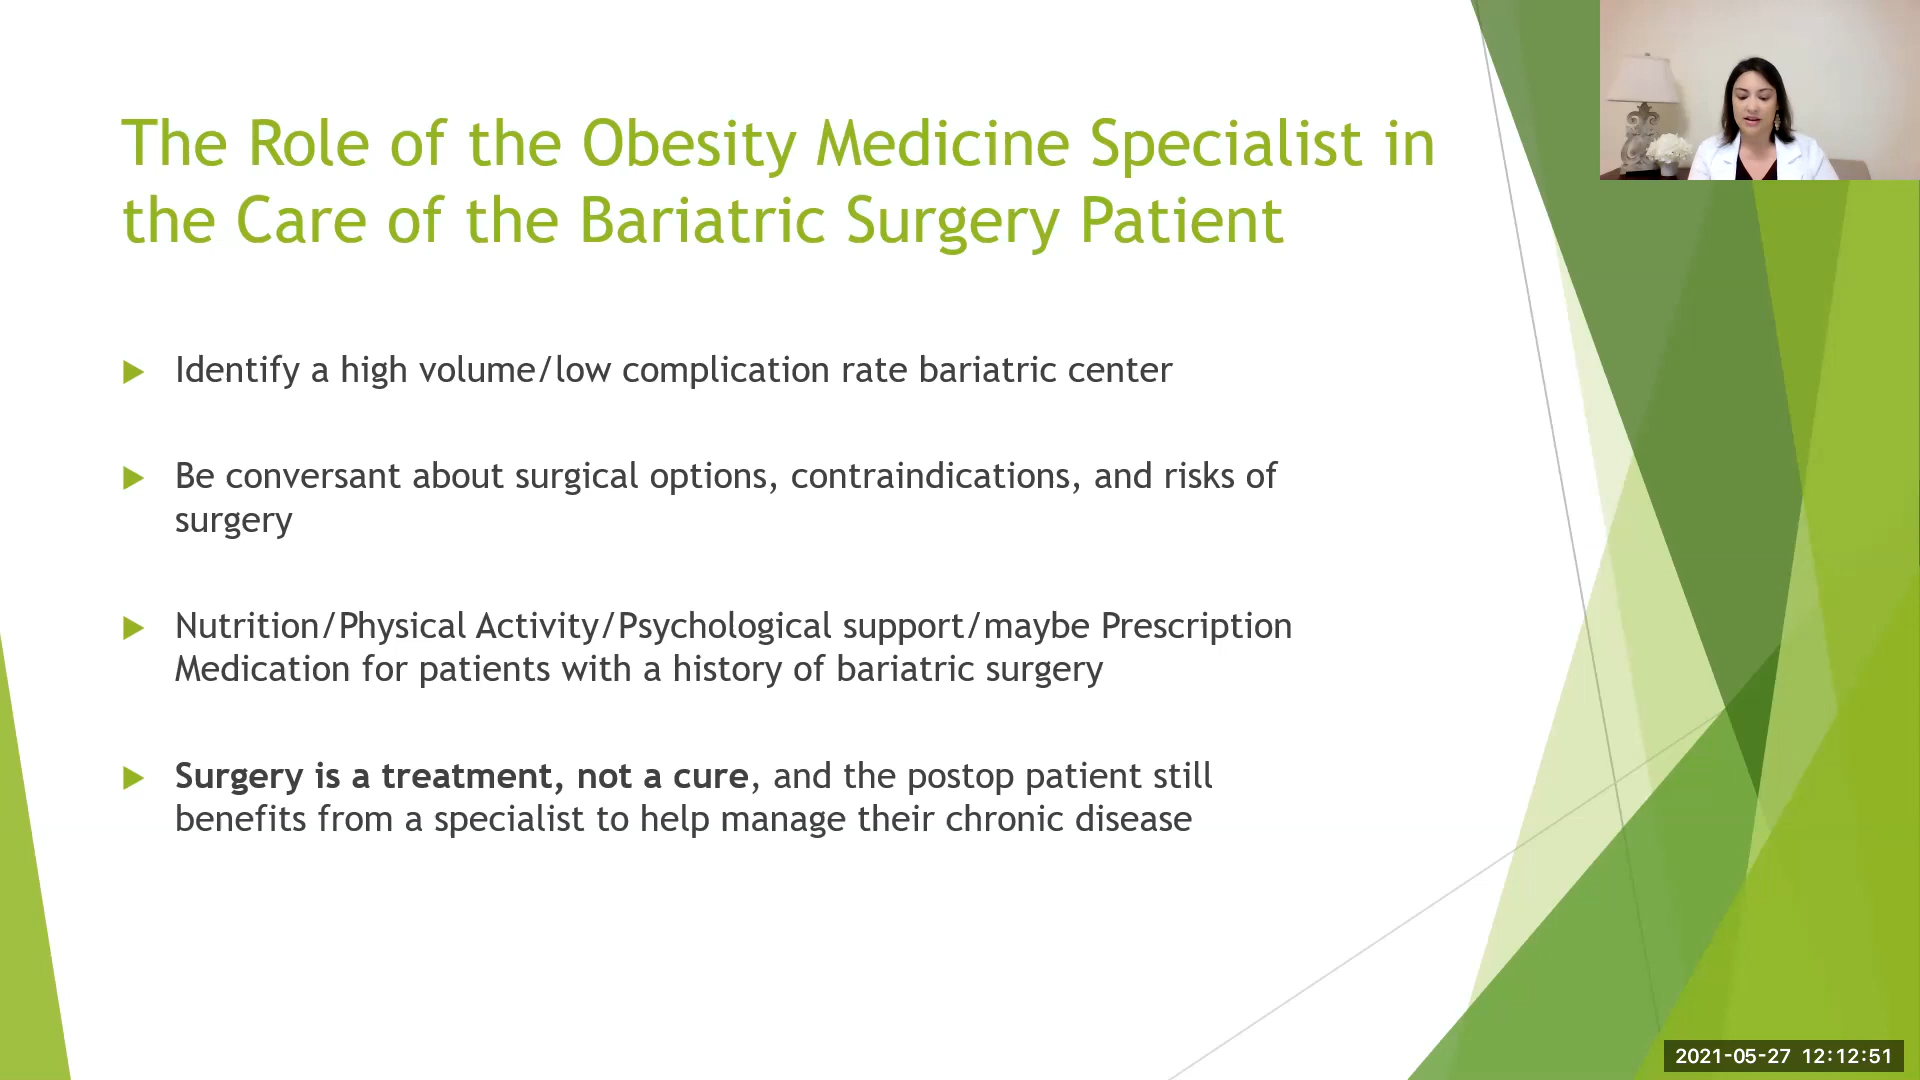 The Role of the Obesity Medicine Specialist in
the Care of the Bariatric Surgery Patient
Identify a high volume/low complication rate bariatric center
Be conversant about surgical options, contraindications, and risks of
surgery
Nutrition/Physical Activity/Psychological support/maybe Prescription
Medication for patients with a history of bariatric surgery
Surgery is a treatment, not a cure, and the postop patient still
benefits from a specialist to help manage their chronic disease
2021-05-27 12:12:51